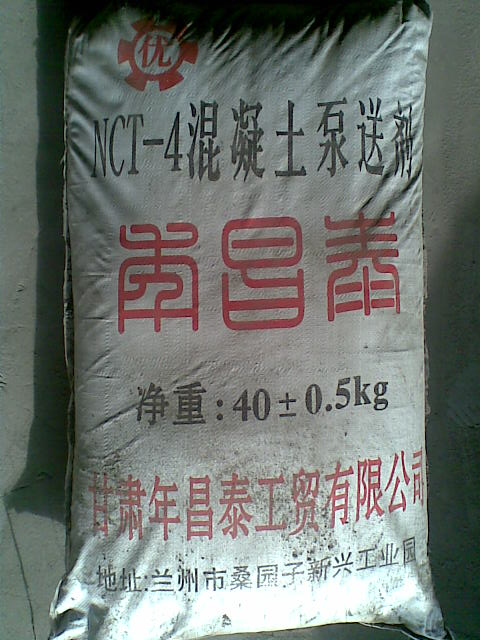 优
NCT-4混凝土泵送剂
年昌泰
净重:40±0.5kg
甘肃年昌泰工贸有限公司
地址:兰州市桑园子新兴工业园